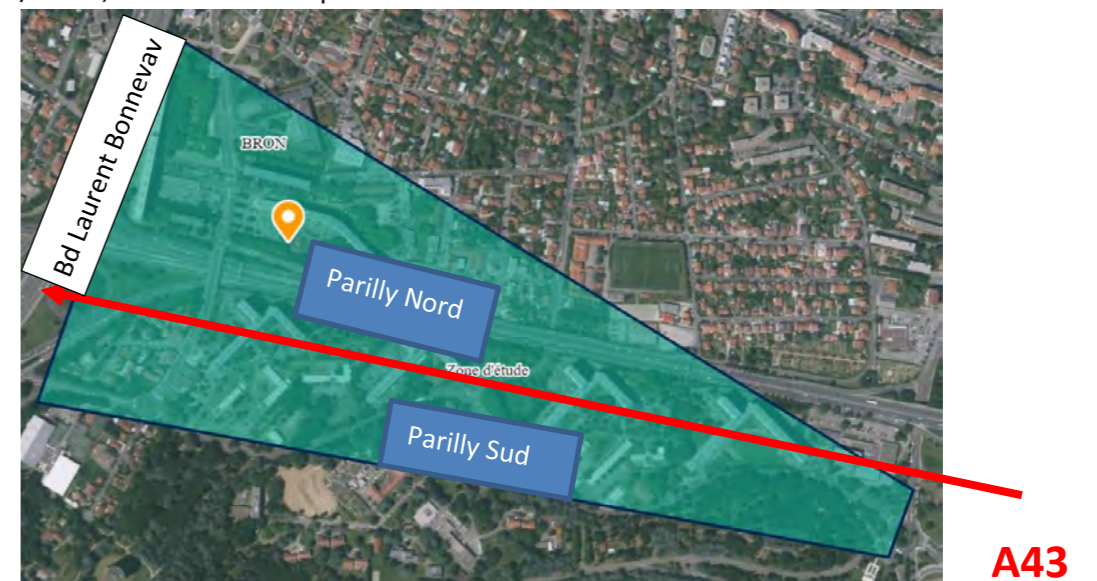 Bd Laurent Bonnevav
BRON
Parilly Nord
Zone d'étude
Parilly Sud
A43